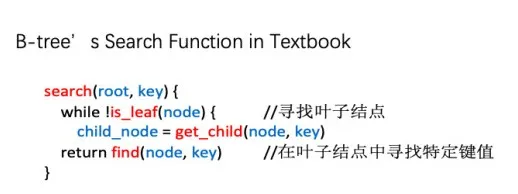 B-tree’s Search Function in Textbook
search(root, key) {
while !is_leaf(node) { //寻找叶子结点
child_node = get_child(node, key)
return find(node, key) //在叶子结点中寻找特定键值
}